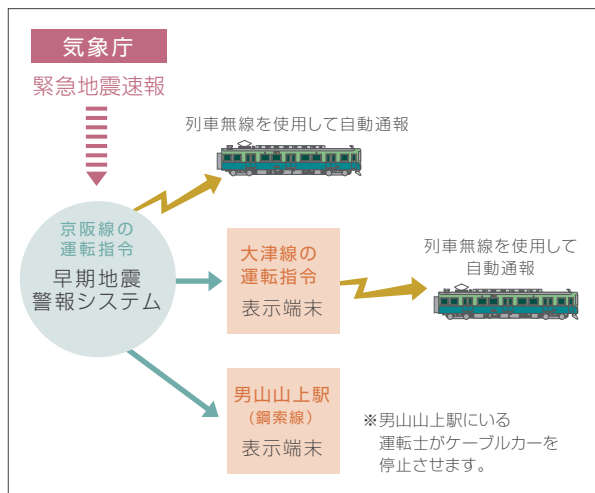 気象庁
緊急地震速報
列車無線を使用して自動通報
京阪線の
運転指令
早期地震
警報システム
大津線の
運転指令
表示端末
列車無線を使用して
自動通報
男山山上駅
(鋼索線)
表示端末
※男山山上駅にいる
運転士がケーブルカーを
停止させます。